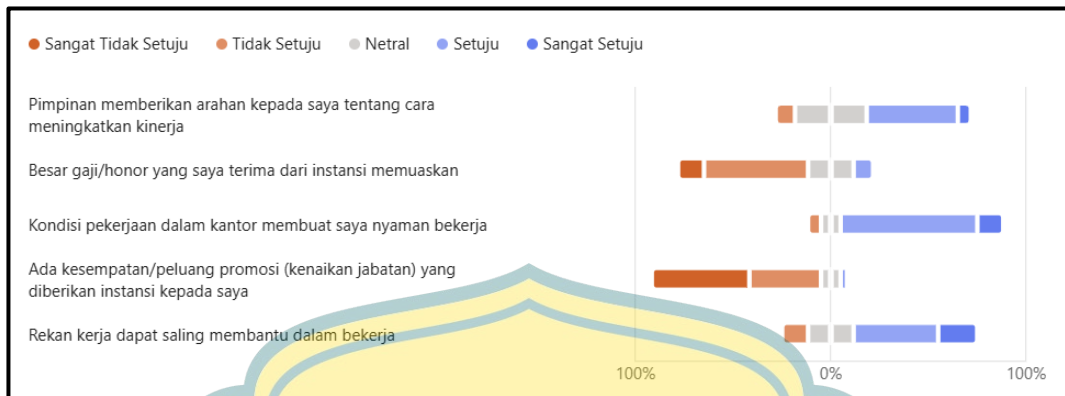 Sangat Tidak Setuju Tidak Setuju Netral Setuju Sangat Setuju
Pimpinan memberikan arahan kepada saya tentang cara
meningkatkan kinerja
Besar gaji/honor yang saya terima dari instansi memuaskan
Kondisi pekerjaan dalam kantor membuat saya nyaman bekerja
Ada kesempatan/peluang promosi (kenaikan jabatan) yang
diberikan instansi kepada saya
Rekan kerja dapat saling membantu dalam bekerja
100% 0% 100%